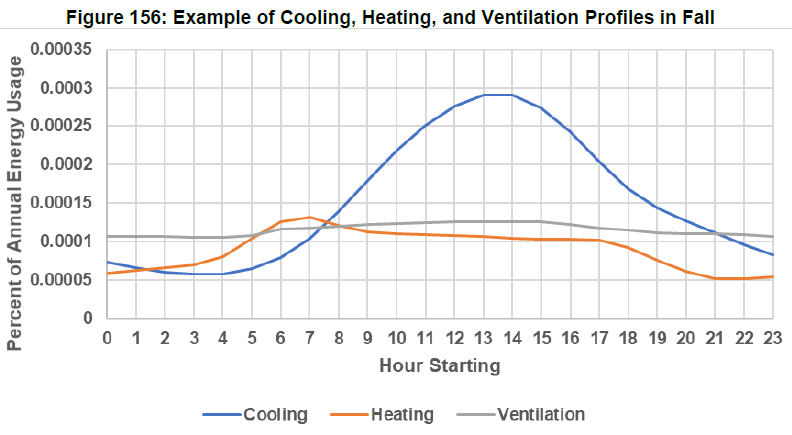 Figure 156: Example of Cooling, Heating, and Ventilation Profiles in Fall
Percent of Annual Energy Usage
0.00035
0.0003
0.00025
0.0002
0.00015
0.0001
0.00005
0
0 1 2 3 4 5 6 7 8 9 10 11 12 13 14 15 16 17 18 19 20 21 22 23
Hour Starting
Cooling Heating Ventilation